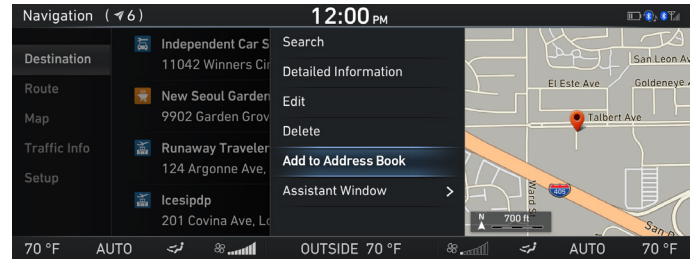 Navigation ( 6 )
12:00 PM
Destination
Route
Map
Traffic Info
Setup
Independent Car S
11042 Winners Cir
New Seoul Garden
9902 Garden Grov
Runaway Traveler
124 Argonne Ave,
Icesipdp
201 Covina Ave, Lo
Search
Detailed Information
Edit
Delete
Add to Address Book
Assistant Window >
San Leon Av
El Este Ave
Goldeneye
Talbert Ave
Ward St
405
N 700 ft
San D
70 °F AUTO OUTSIDE 70 °F AUTO 70 °F